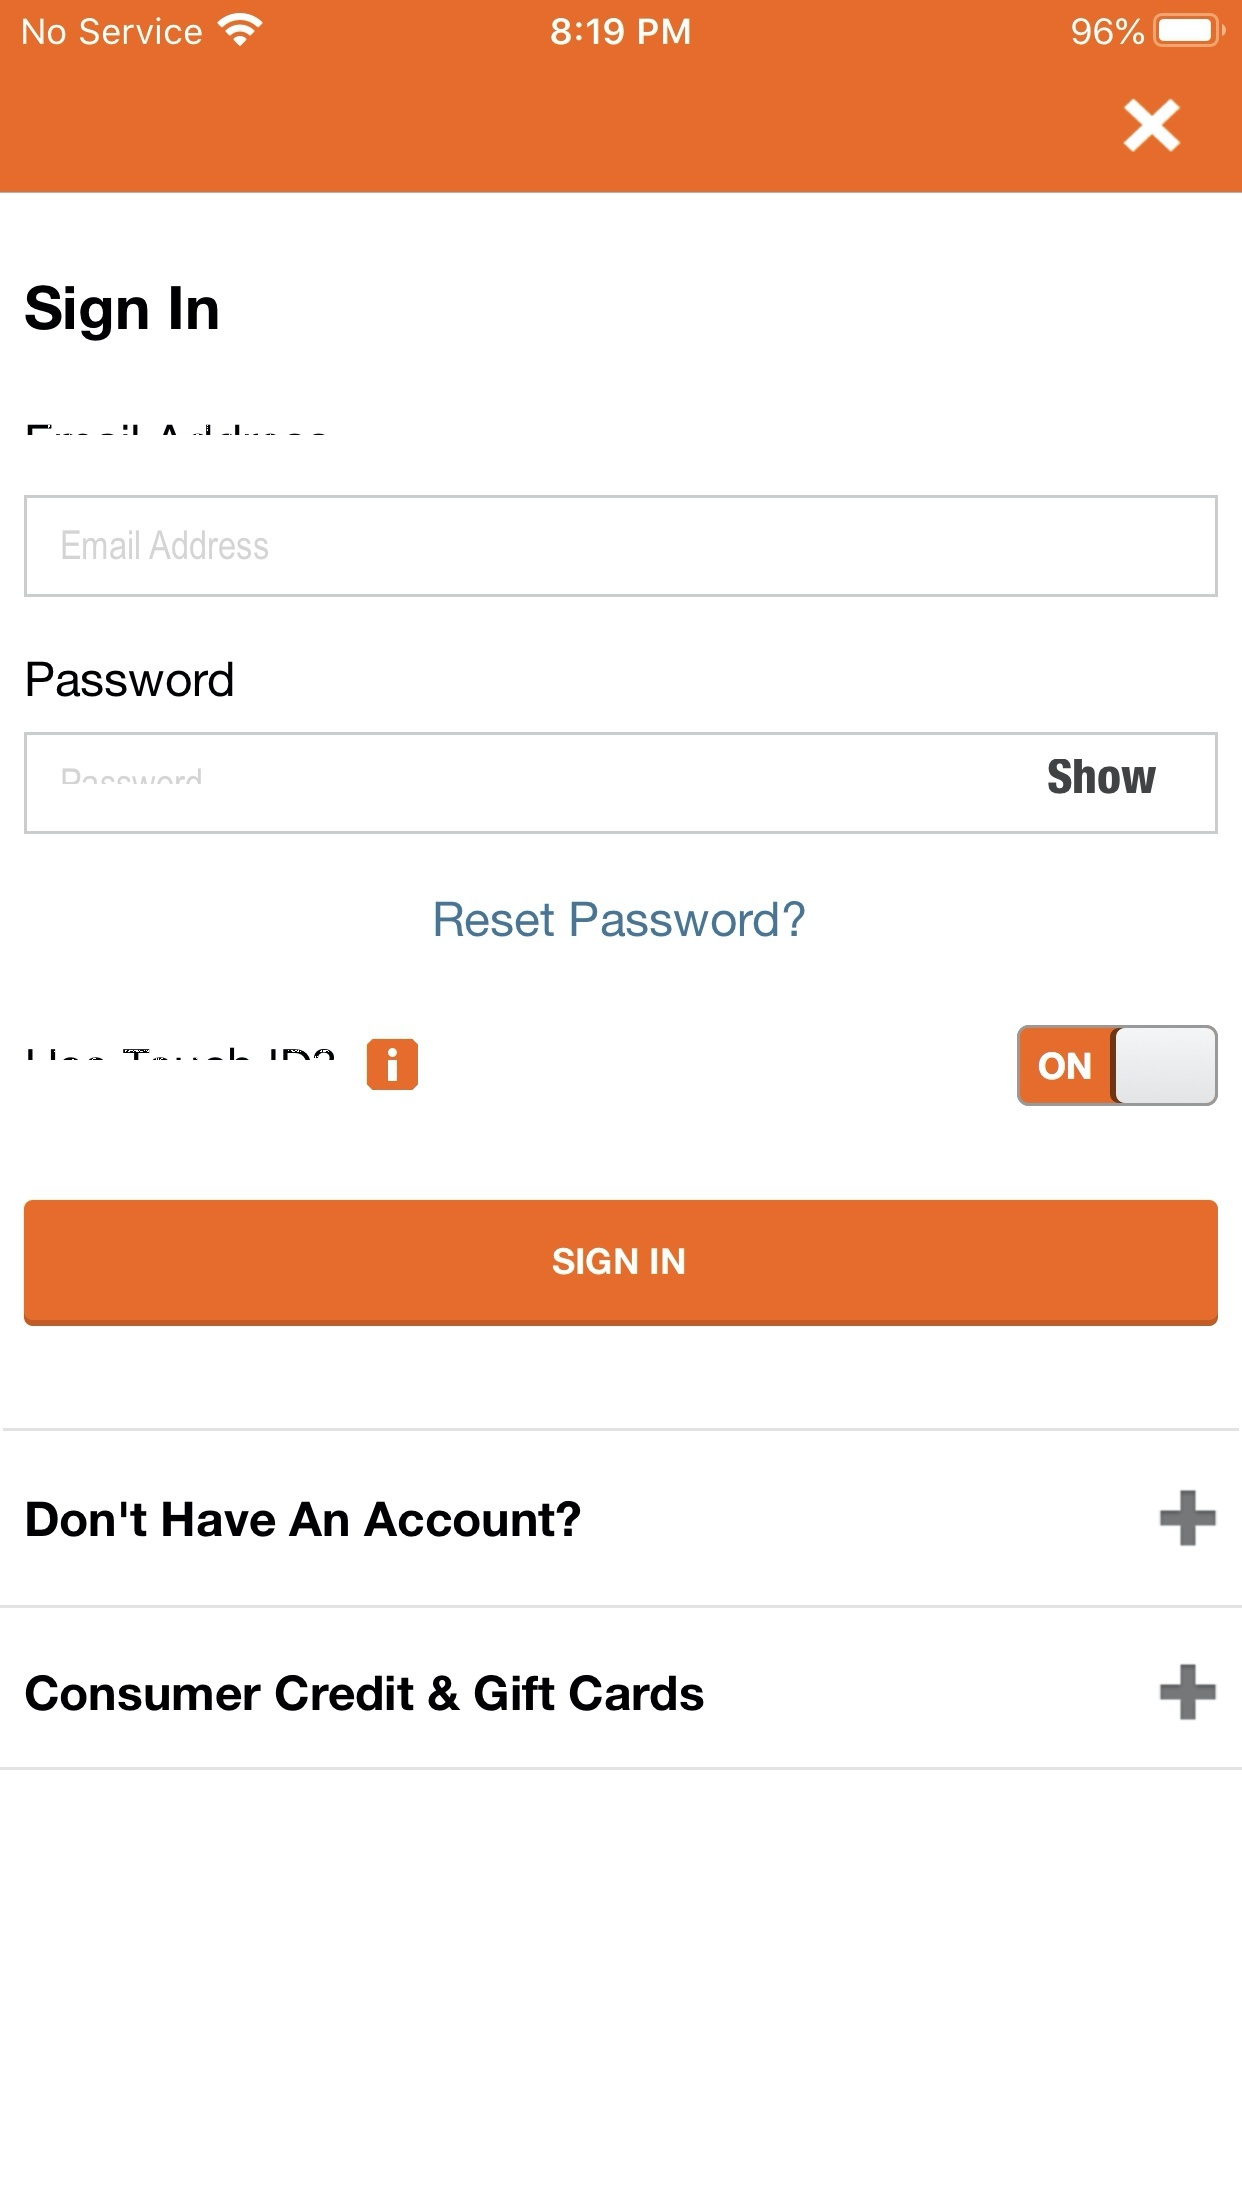 No Service 8:19 PM 96%
Sign In
Email Address
Email Address
Password
Password Show
Reset Password?
Use Touch ID?
ON
SIGN IN
Don't Have An Account?
Consumer Credit & Gift Cards